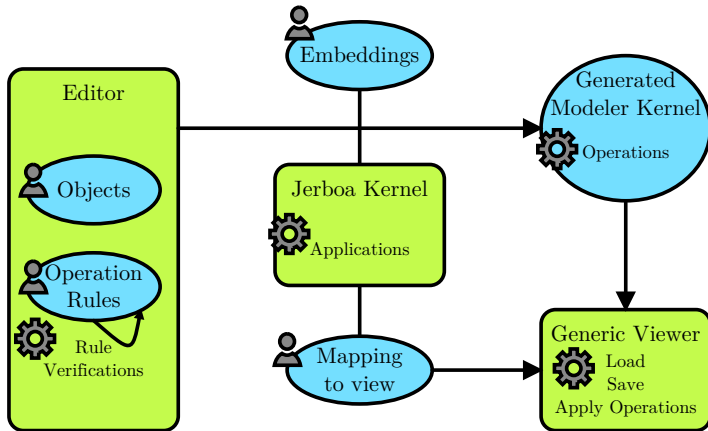 Editor
Objects
Operation
Rules
Rule
Verifications
Embeddings
Jerboa Kernel
Applications
Mapping
to view
Generated
Modeler Kernel
Operations
Generic Viewer
Load
Save
Apply Operations